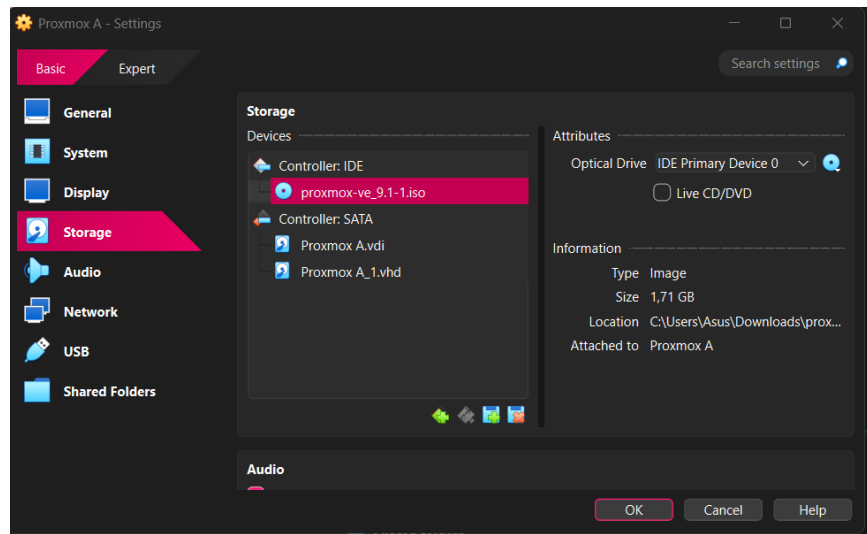 Proxmox A - Settings
Basic
Expert
Search settings
General
System
Display
Storage
Audio
Network
USB
Shared Folders
Storage
Devices
Controller: IDE
proxmox-ve_9.1-1.iso
Controller: SATA
Proxmox A.vdi
Proxmox A_1.vhd
Attributes
Optical Drive IDE Primary Device 0
Live CD/DVD
Information
Type Image
Size 1,71 GB
Location C:\Users\Asus\Downloads\prox...
Attached to Proxmox A
Audio
OK
Cancel
Help